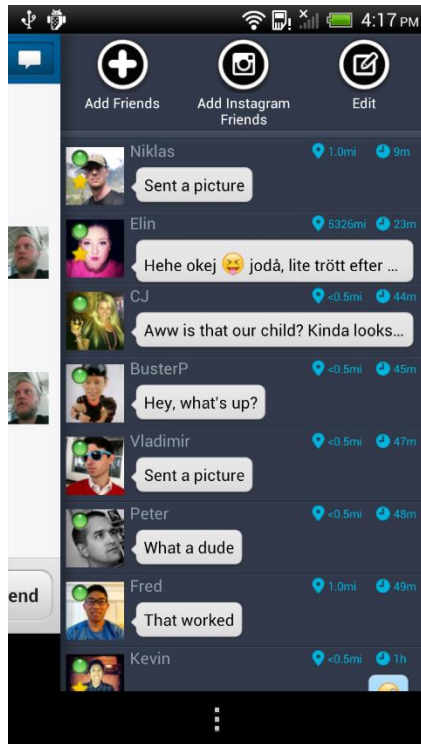 4:17 PM
Add Friends
Add Instagram
Friends
Edit
Niklas 1.0mi 9m
Sent a picture
Elin 5326mi 23m
Hehe okej 😝 jodå, lite trött efter ...
CJ <0.5mi 44m
Aww is that our child? Kinda looks...
BusterP <0.5mi 45m
Hey, what's up?
Vladimir <0.5mi 47m
Sent a picture
Peter <0.5mi 48m
What a dude
Fred 1.0mi 49m
end
That worked
Kevin <0.5mi 1h